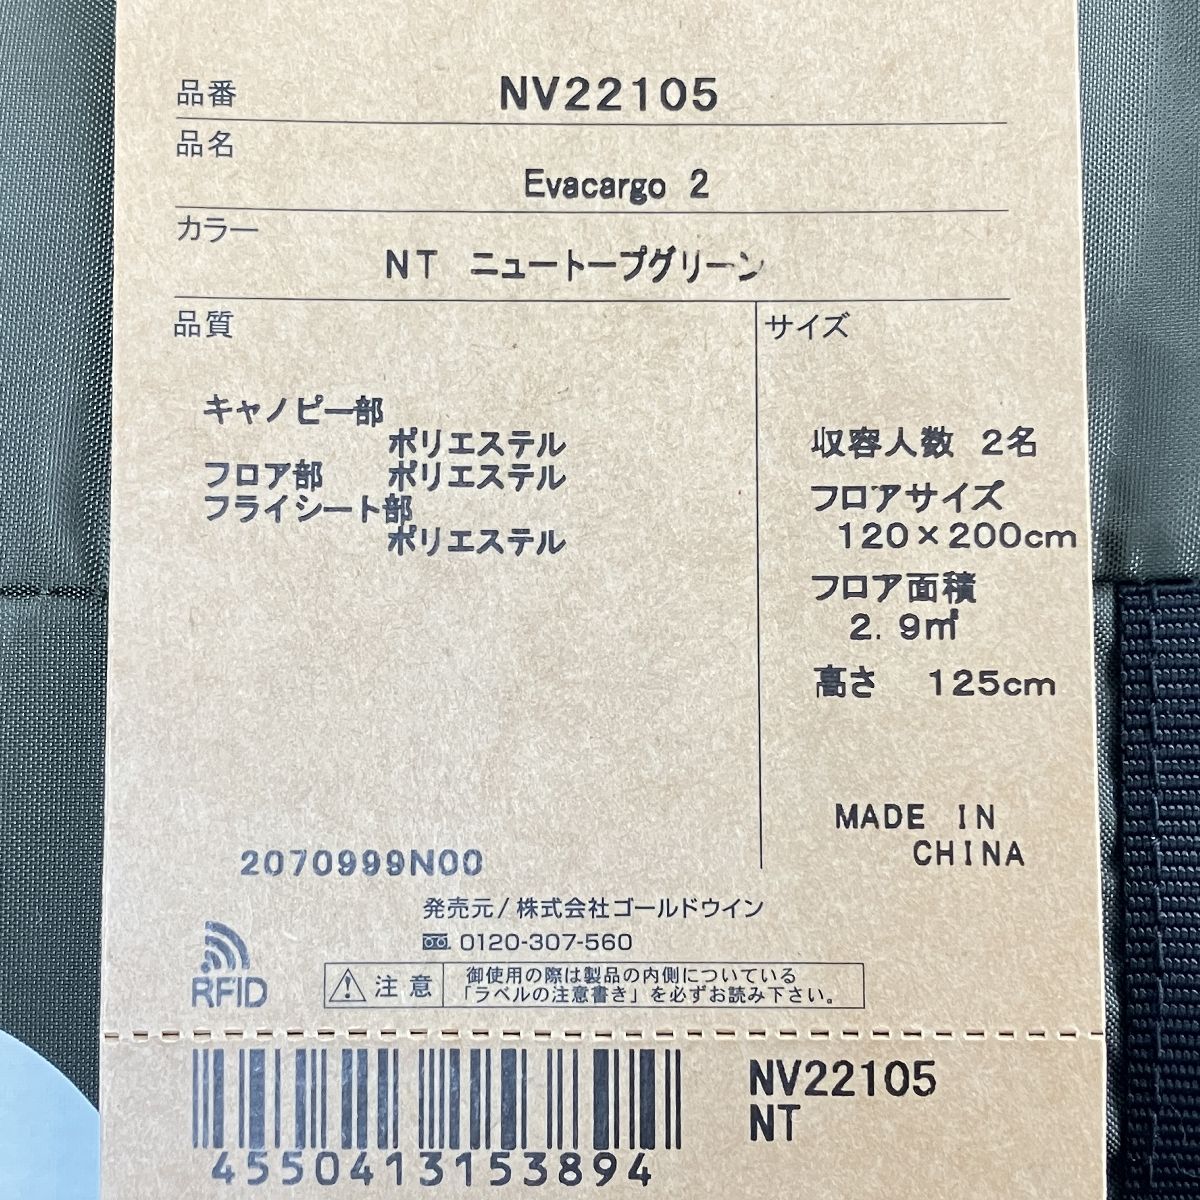 品番 NV22105
品名
Evacargo 2
カラー
NT ニュートープグリーン
品質
キャノピー部
ポリエステル
フロア部 ポリエステル
フライシート部
ポリエステル
サイズ
収容人数 2名
フロアサイズ
120×200cm
フロア面積
2.9㎡
高さ 125cm
MADE IN
CHINA
2070999N00
発売元/株式会社ゴールドウイン
0120-307-560
RFID
注意
御使用の際は製品の内側についている
「ラベルの注意書き」を必ずお読み下さい。
4550413153894
NV22105
NT